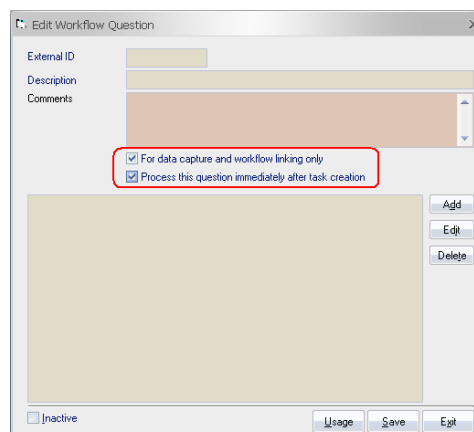 Edit Workflow Question
External ID
Description
Comments
For data capture and workflow linking only
Process this question immediately after task creation
Add
Edit
Delete
Inactive
Usage
Save
Exit